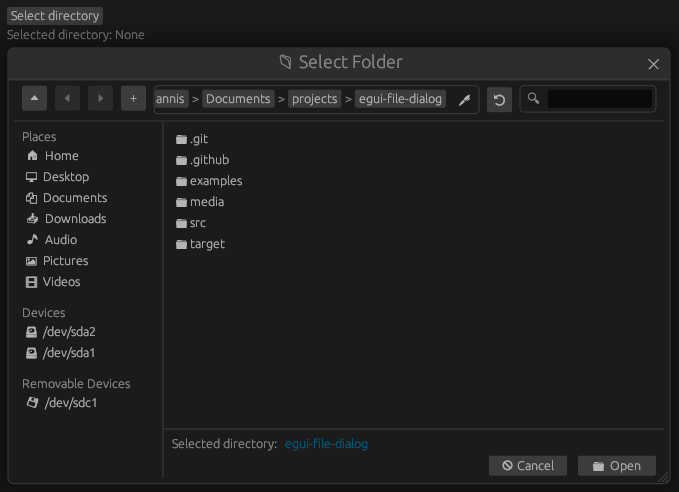 Select directory
Selected directory: None
Select Folder
+ annis > Documents > projects > egui-file-dialog
Places
Home
Desktop
Documents
Downloads
Audio
Pictures
Videos
Devices
/dev/sda2
/dev/sda1
Removable Devices
/dev/sdc1
.git
.github
examples
media
src
target
Selected directory: egui-file-dialog
Cancel Open